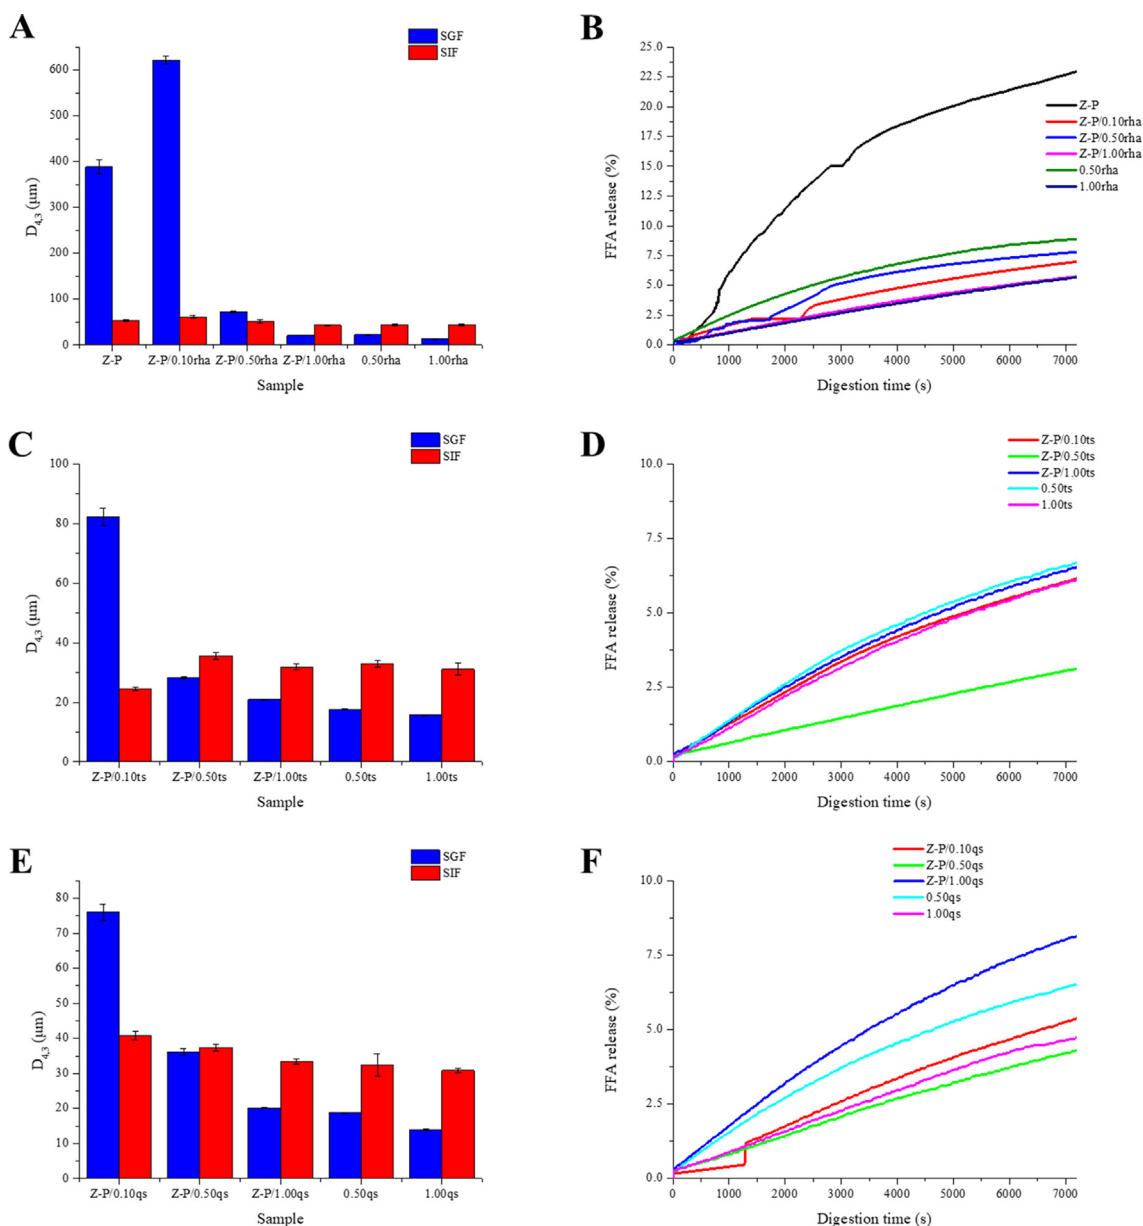 A
SGF
SIF
600
500
400
300
200
100
0
D4,3 (μm)
Z-P
Z-P/0.10rha
Z-P/0.50rha
Z-P/1.00rha
0.50rha
1.00rha
Sample
B
25.0
22.5
20.0
17.5
15.0
12.5
10.0
7.5
5.0
2.5
0.0
FFA release (%)
Z-P
Z-P/0.10rha
Z-P/0.50rha
Z-P/1.00rha
0.50rha
1.00rha
0 1000 2000 3000 4000 5000 6000 7000
Digestion time (s)
C
SGF
SIF
100
80
60
40
20
0
D4,3 (μm)
Z-P/0.10ts
Z-P/0.50ts
Z-P/1.00ts
0.50ts
1.00ts
Sample
D
10.0
7.5
5.0
2.5
0.0
FFA release (%)
Z-P/0.10ts
Z-P/0.50ts
Z-P/1.00ts
0.50ts
1.00ts
0 1000 2000 3000 4000 5000 6000 7000
Digestion time (s)
E
SGF
SIF
80
70
60
50
40
30
20
10
0
D4,3 (μm)
Z-P/0.10qs
Z-P/0.50qs
Z-P/1.00qs
0.50qs
1.00qs
Sample
F
10.0
7.5
5.0
2.5
0.0
FFA release (%)
Z-P/0.10qs
Z-P/0.50qs
Z-P/1.00qs
0.50qs
1.00qs
0 1000 2000 3000 4000 5000 6000 7000
Digestion time (s)